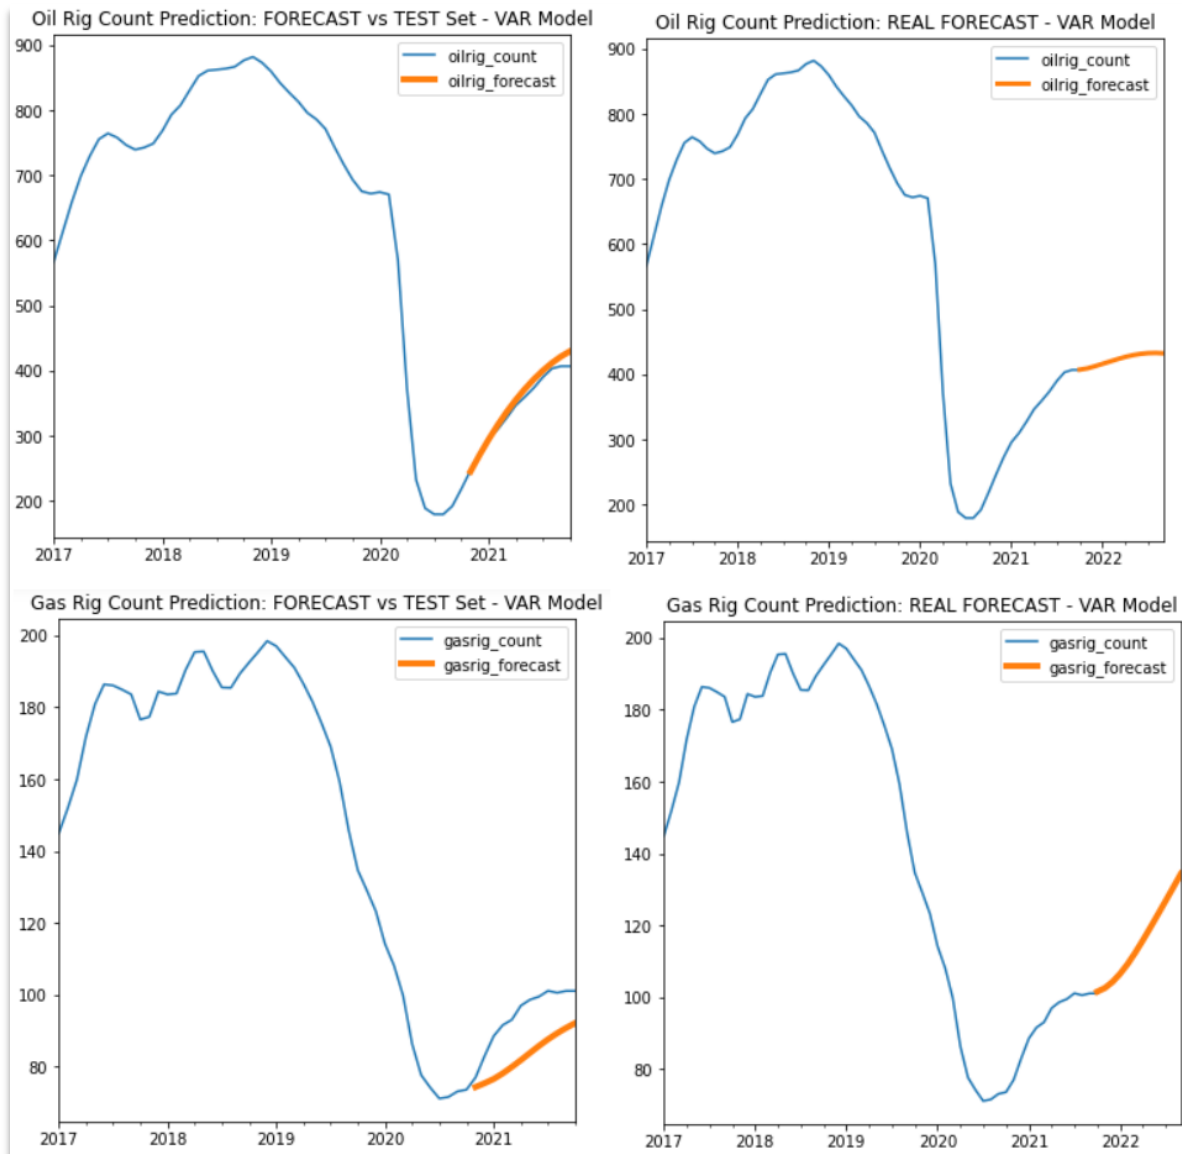 Oil Rig Count Prediction: FORECAST vs TEST Set - VAR Model
oilrig_count
oilrig_forecast
900
800
700
600
500
400
300
200
2017 2018 2019 2020 2021
Oil Rig Count Prediction: REAL FORECAST - VAR Model
oilrig_count
oilrig_forecast
900
800
700
600
500
400
300
200
2017 2018 2019 2020 2021 2022
Gas Rig Count Prediction: FORECAST vs TEST Set - VAR Model
gasrig_count
gasrig_forecast
200
180
160
140
120
100
80
2017 2018 2019 2020 2021
Gas Rig Count Prediction: REAL FORECAST - VAR Model
gasrig_count
gasrig_forecast
200
180
160
140
120
100
80
2017 2018 2019 2020 2021 2022